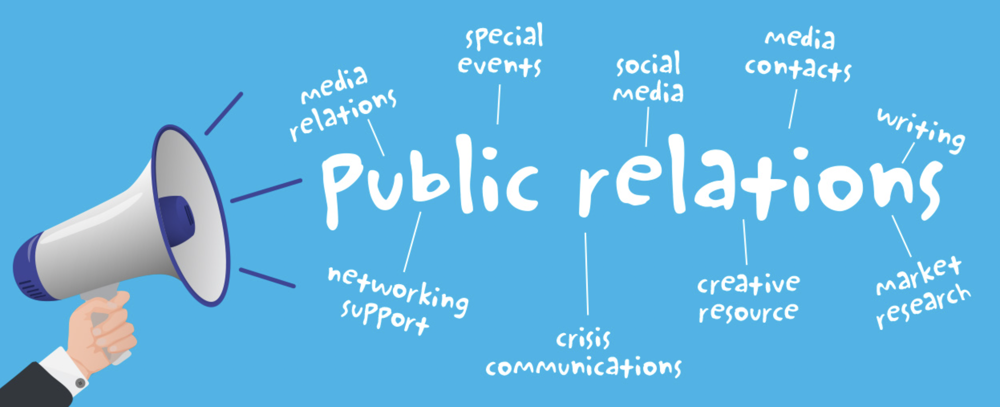 media
relations
special
events
social
media
media
contacts
writing
Public relations
networking
support
crisis
communications
creative
resource
market
research